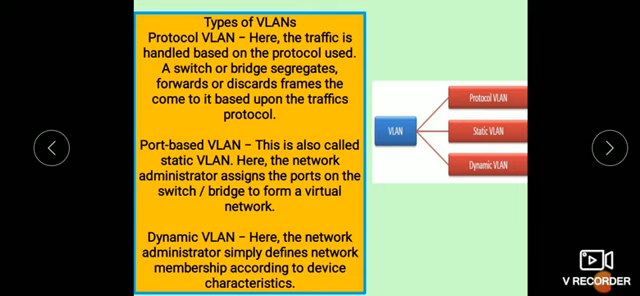 Types of VLANs
Protocol VLAN – Here, the traffic is
handled based on the protocol used.
A switch or bridge segregates,
forwards or discards frames the
come to it based upon the traffics
protocol.
Port-based VLAN – This is also called
static VLAN. Here, the network
administrator assigns the ports on the
switch / bridge to form a virtual
network.
Dynamic VLAN – Here, the network
administrator simply defines network
membership according to device
characteristics.
VLAN
Protocol VLAN
Static VLAN
Dynamic VLAN
V RECORDER